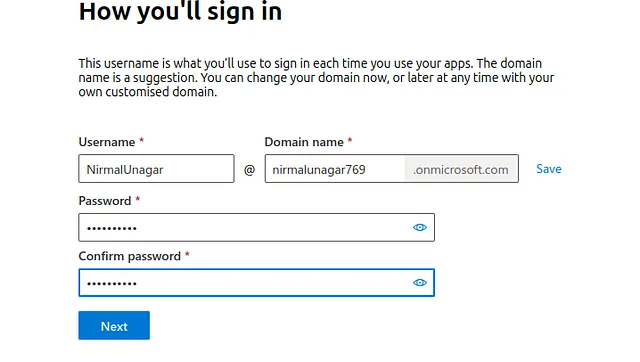 How you'll sign in
This username is what you'll use to sign in each time you use your apps. The domain
name is a suggestion. You can change your domain now, or later at any time with your
own customised domain.
Username * Domain name *
NirmalUnagar @ nirmalunagar769 .onmicrosoft.com Save
Password *
••••••••••
Confirm password *
••••••••••
Next